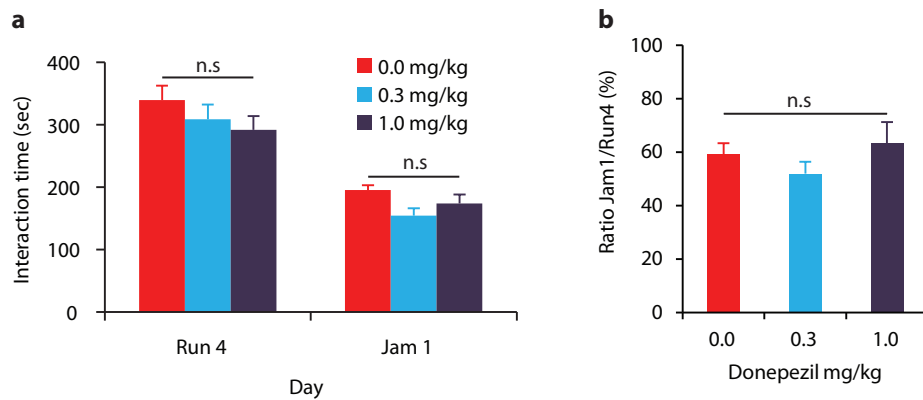 a
Interaction time (sec)
400
300
200
100
0
n.s
n.s
0.0 mg/kg
0.3 mg/kg
1.0 mg/kg
Run 4
Jam 1
Day
b
Ratio Jam1/Run4 (%)
100
80
60
40
20
0
n.s
0.0
0.3
1.0
Donepezil mg/kg